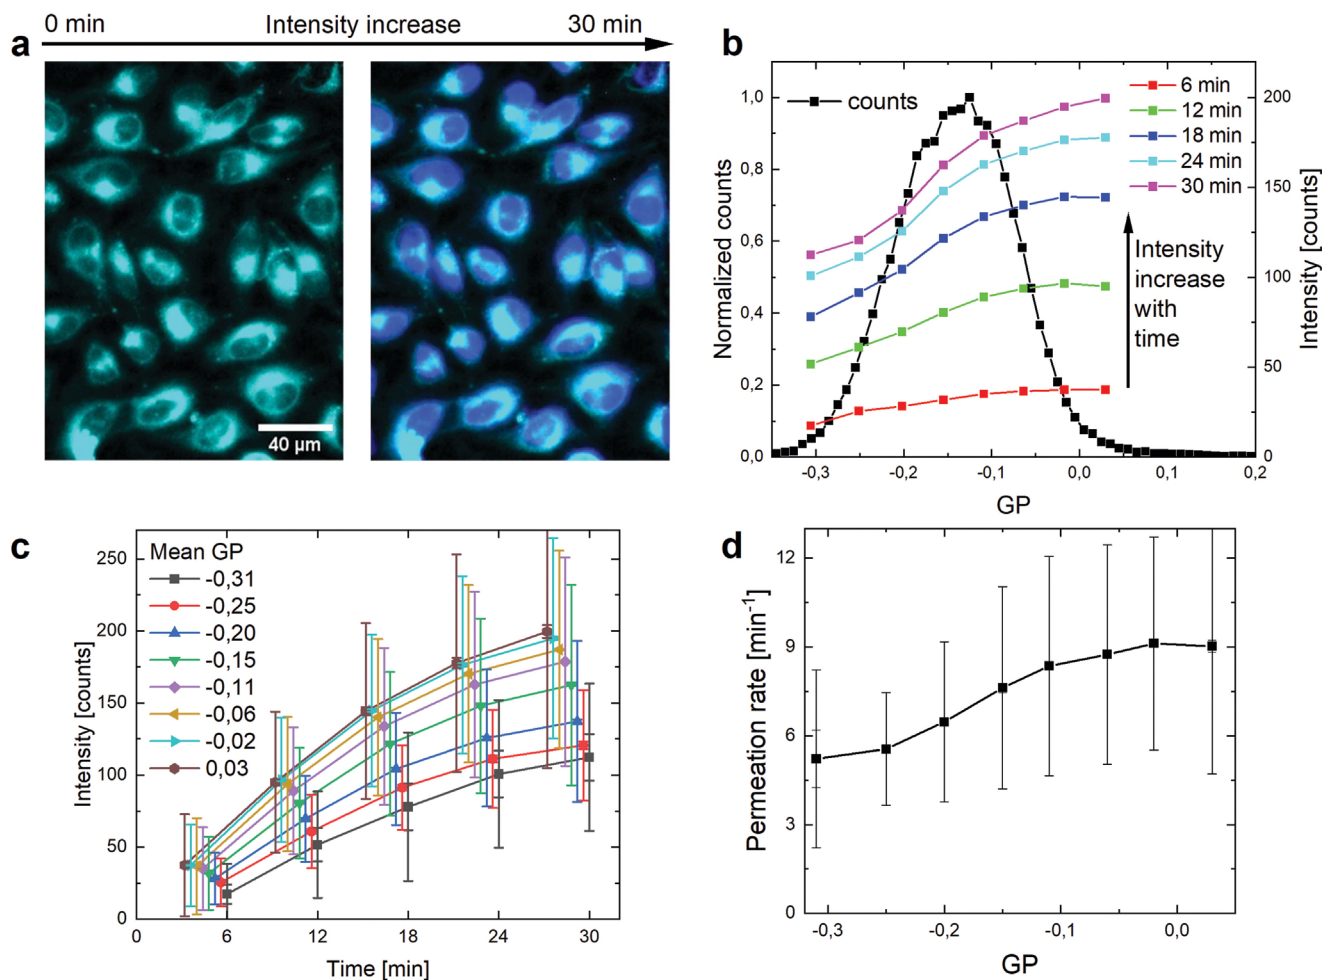 0 min Intensity increase 30 min
a
40 µm
b
counts
6 min
12 min
18 min
24 min
30 min
Intensity
increase
with
time
Normalized counts
1,0
0,8
0,6
0,4
0,2
0,0
Intensity [counts]
200
150
100
50
0
-0,3 -0,2 -0,1 0,0 0,1 0,2
GP
c
Mean GP
-0,31
-0,25
-0,20
-0,15
-0,11
-0,06
-0,02
0,03
Intensity [counts]
250
200
150
100
50
0
0 6 12 18 24 30
Time [min]
d
Permeation rate [min⁻¹]
12
9
6
3
0
-0,3 -0,2 -0,1 0,0
GP